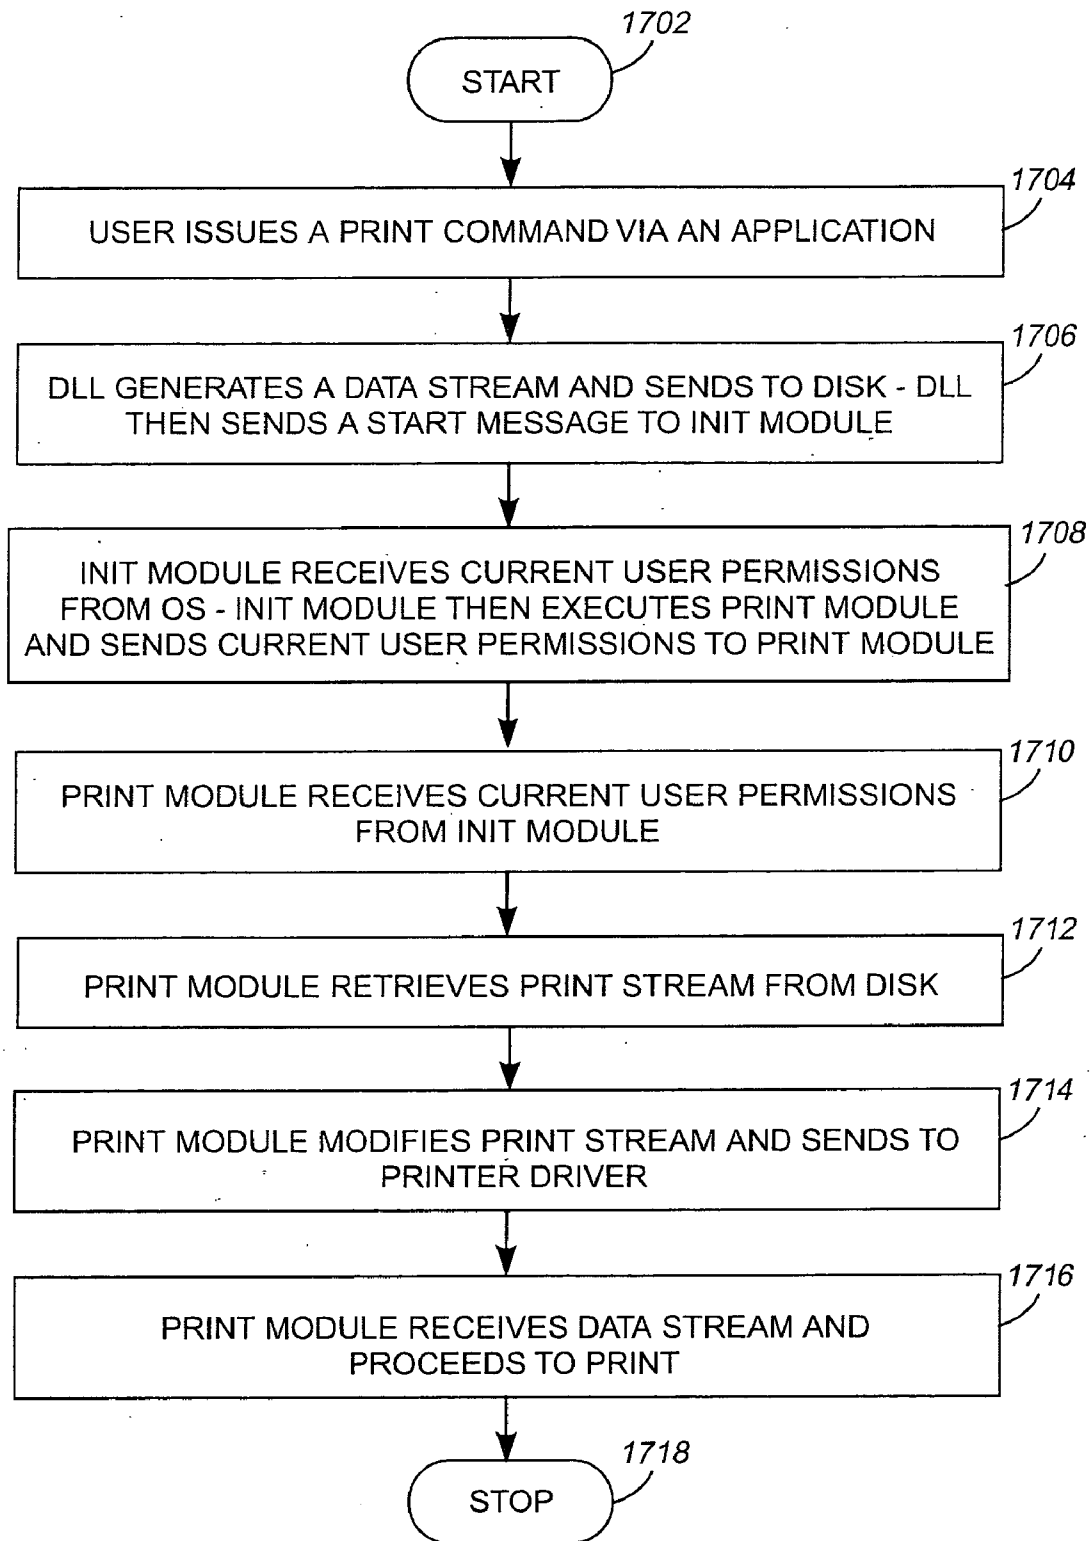 1702
START
1704
USER ISSUES A PRINT COMMAND VIA AN APPLICATION
1706
DLL GENERATES A DATA STREAM AND SENDS TO DISK - DLL
THEN SENDS A START MESSAGE TO INIT MODULE
1708
INIT MODULE RECEIVES CURRENT USER PERMISSIONS
FROM OS - INIT MODULE THEN EXECUTES PRINT MODULE
AND SENDS CURRENT USER PERMISSIONS TO PRINT MODULE
1710
PRINT MODULE RECEIVES CURRENT USER PERMISSIONS
FROM INIT MODULE
1712
PRINT MODULE RETRIEVES PRINT STREAM FROM DISK
1714
PRINT MODULE MODIFIES PRINT STREAM AND SENDS TO
PRINTER DRIVER
1716
PRINT MODULE RECEIVES DATA STREAM AND
PROCEEDS TO PRINT
1718
STOP